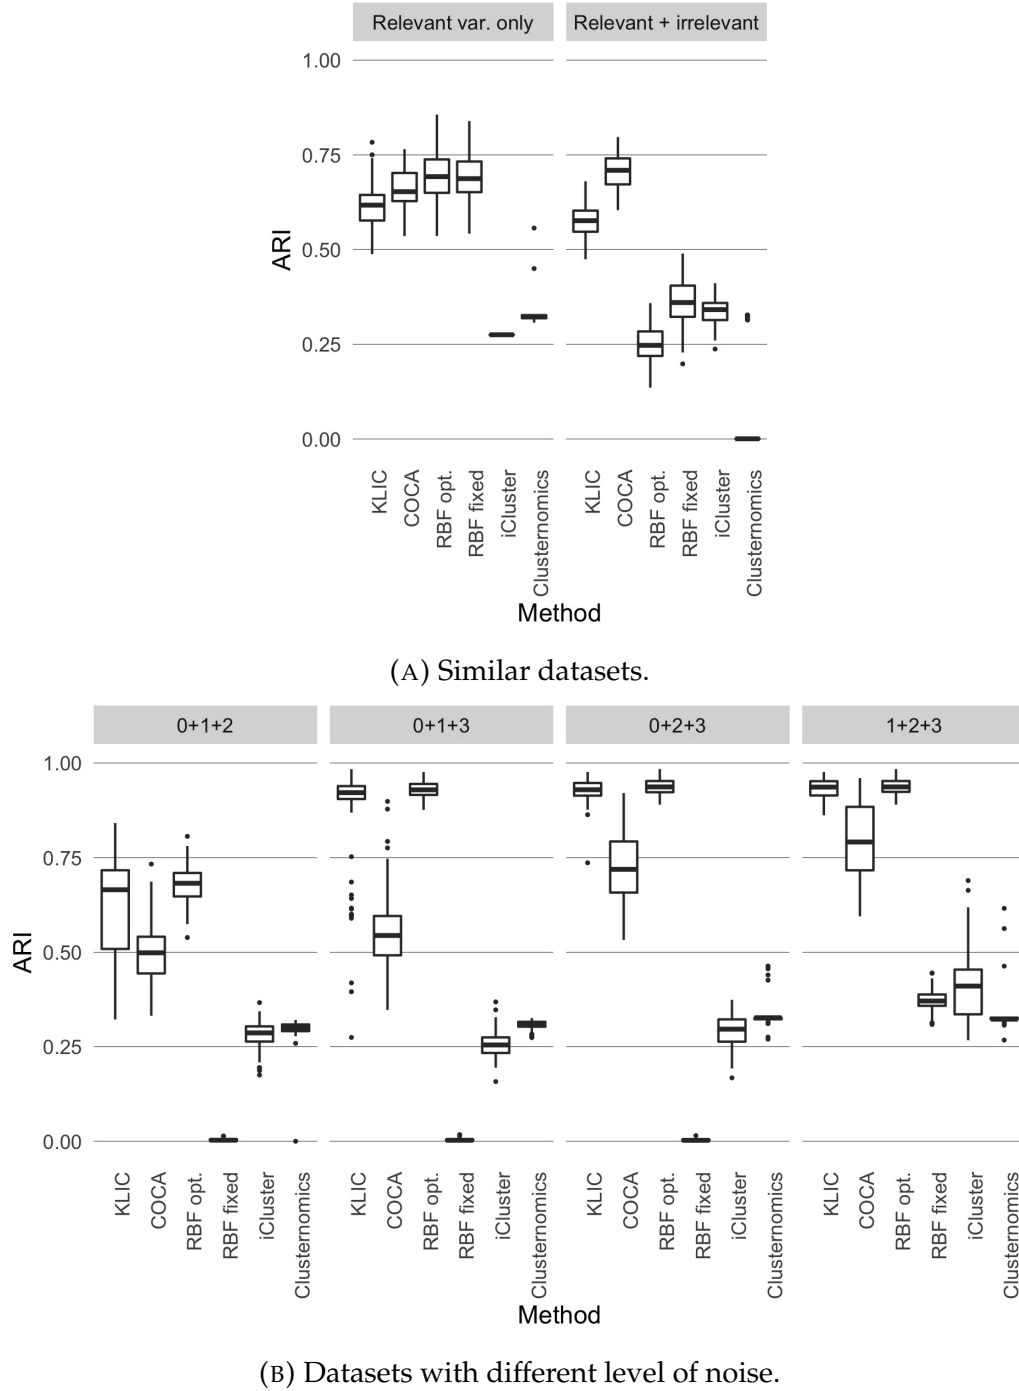 Relevant var. only
Relevant + irrelevant
1.00
0.75
0.50
0.25
0.00
ARI
KLIC
COCA
RBF opt.
RBF fixed
iCluster
Clusternomics
KLIC
COCA
RBF opt.
RBF fixed
iCluster
Clusternomics
Method
(A) Similar datasets.
0+1+2
0+1+3
0+2+3
1+2+3
1.00
0.75
0.50
0.25
0.00
ARI
KLIC
COCA
RBF opt.
RBF fixed
iCluster
Clusternomics
KLIC
COCA
RBF opt.
RBF fixed
iCluster
Clusternomics
KLIC
COCA
RBF opt.
RBF fixed
iCluster
Clusternomics
KLIC
COCA
RBF opt.
RBF fixed
iCluster
Clusternomics
Method
(B) Datasets with different level of noise.